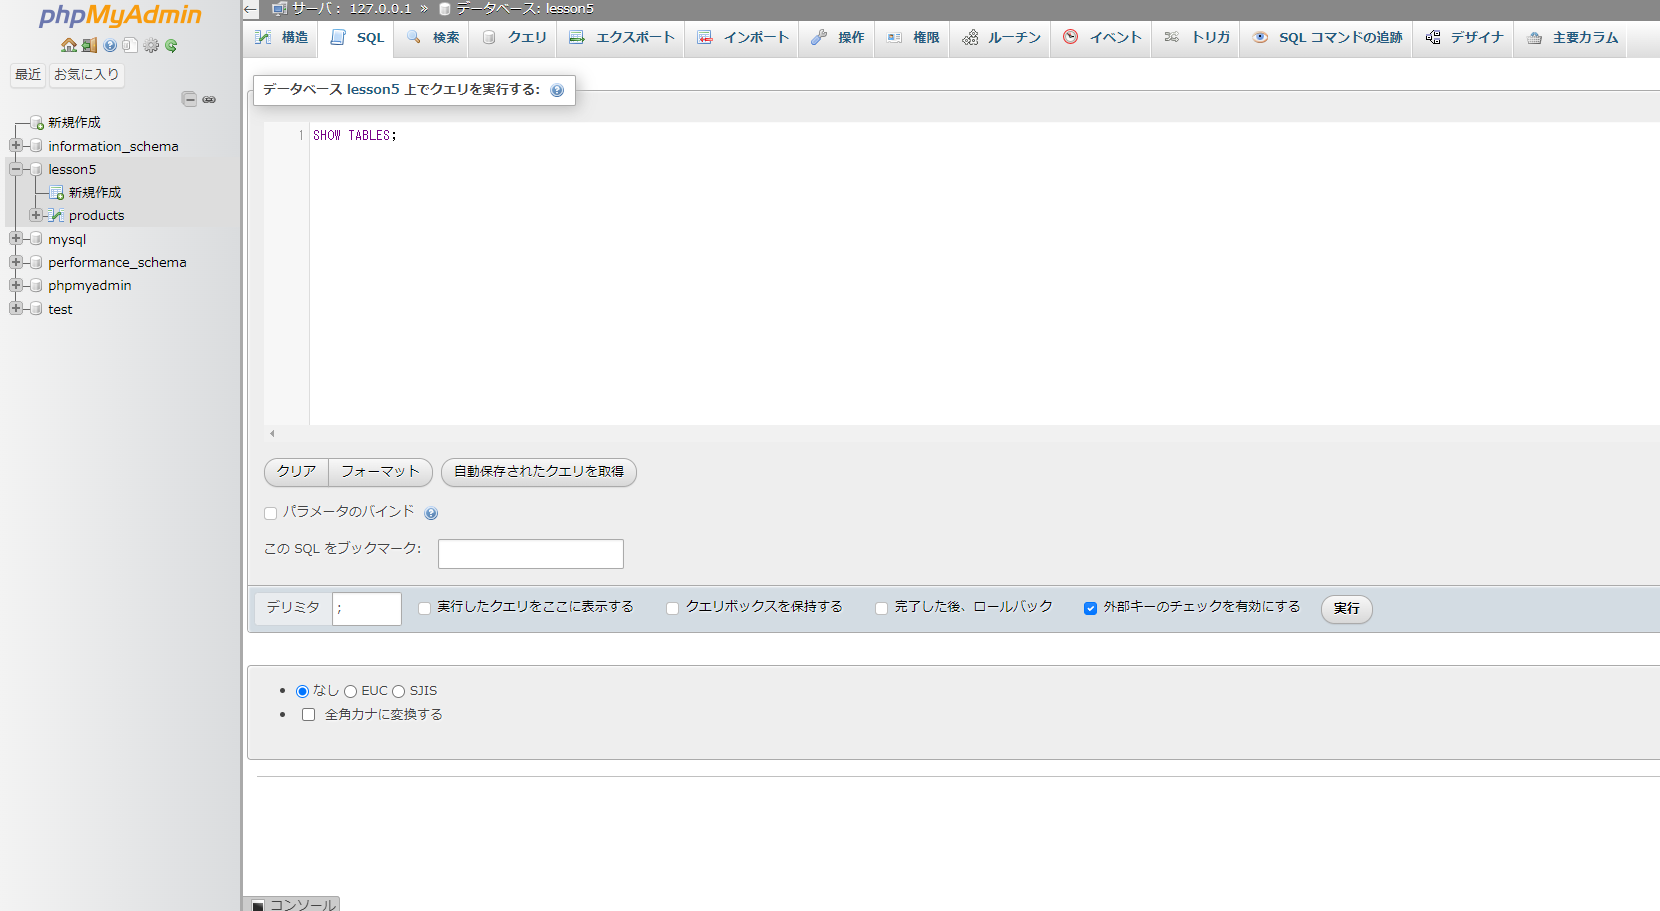 phpMyAdmin
最近 お気に入り
新規作成
information_schema
lesson5
新規作成
products
mysql
performance_schema
phpmyadmin
test
← サーバ: 127.0.0.1 » データベース: lesson5
構造 SQL 検索 クエリ エクスポート インポート 操作 権限 ルーチン イベント トリガ SQL コマンドの追跡 デザイナ 主要カラム
データベース lesson5 上でクエリを実行する:
1 SHOW TABLES;
クリア フォーマット 自動保存されたクエリを取得
パラメータのバインド
この SQL をブックマーク:
デリミタ ; 実行したクエリをここに表示する クエリボックスを保持する 完了した後、ロールバック 外部キーのチェックを有効にする 実行
なし EUC SJIS
全角カナに変換する
コンソール